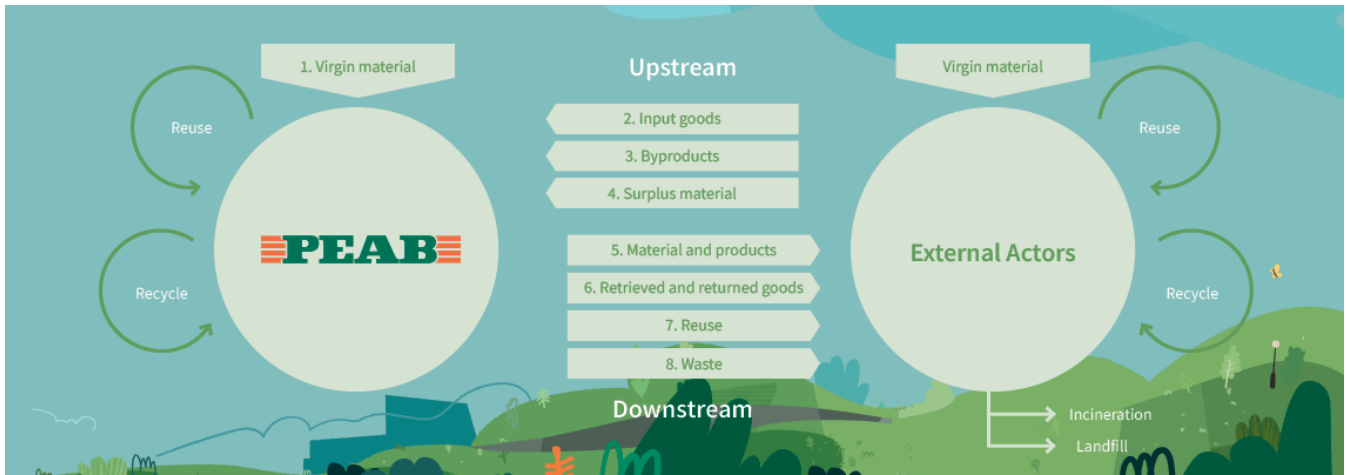 1. Virgin material
Upstream
Virgin material
2. Input goods
Reuse
Reuse
3. Byproducts
4. Surplus material
PEAB
5. Material and products
External Actors
6. Retrieved and returned goods
Recycle
Recycle
7. Reuse
8. Waste
Downstream
Incineration
Landfill